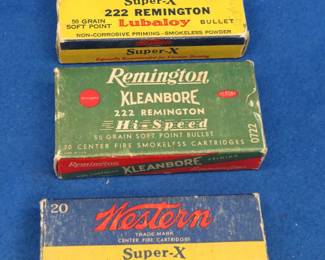 Super-X
222 REMINGTON
50 GRAIN
SOFT POINT
Lubaloy
BULLET
NON-CORROSIVE PRIMING - SMOKELESS POWDER
Super-X
Remington
KLEANBORE
222 REMINGTON
Hi-Speed
50 GRAIN SOFT POINT BULLET
20 CENTER FIRE SMOKELESS CARTRIDGES
0722
Remington
KLEANBORE
PRIMING
20
Western
TRADE MARK
CENTER FIRE CARTRIDGES
Super-X